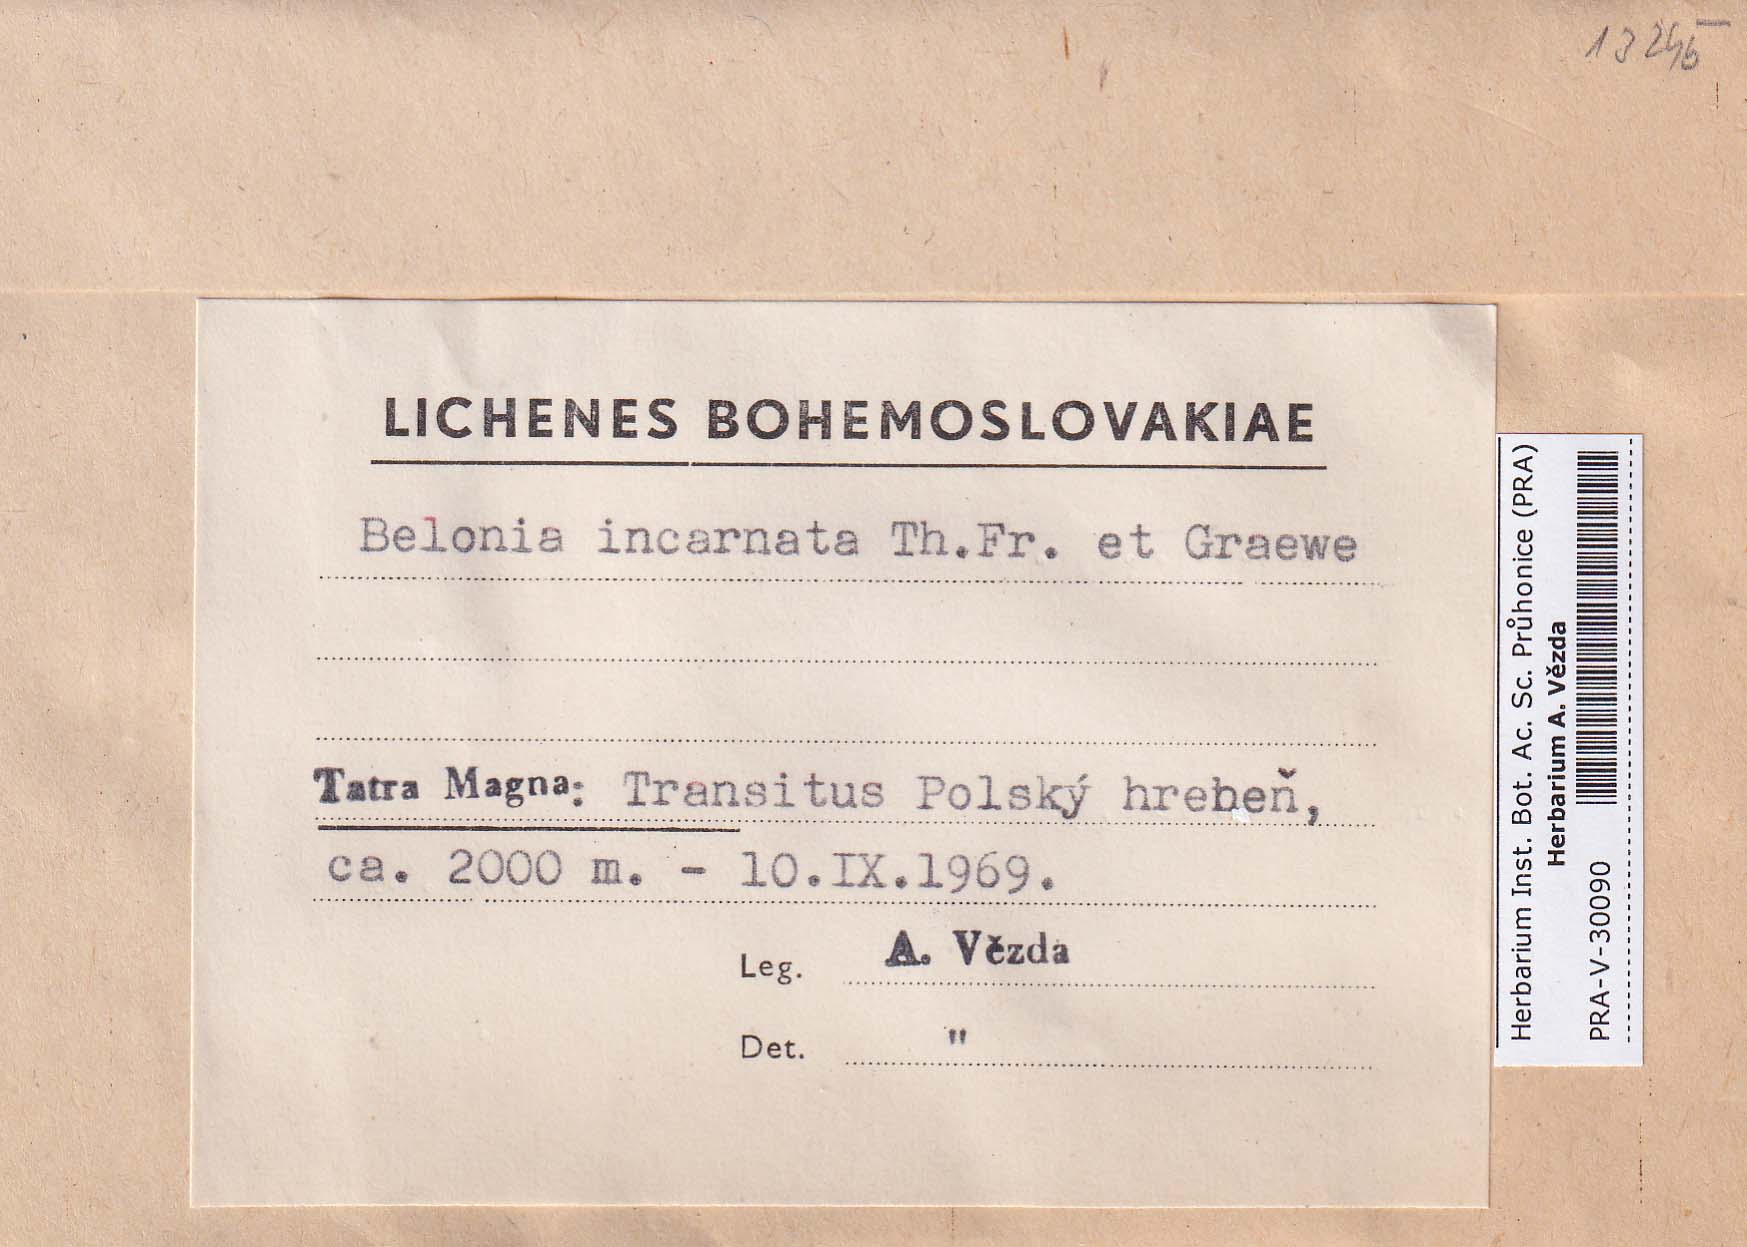 LICHENES BOHEMOSLOVAKIAE
Belonia incarnata Th.Fr. et Graewe
Tatra Magna: Transitus Polský hrebeň,
ca. 2000 m. - 10.IX.1969.
Leg. A. Vězda
Det. "
Herbarium Inst. Bot. Ac. Sc. Průhonice (PRA)
Herbarium A. Vězda
PRA-V-30090